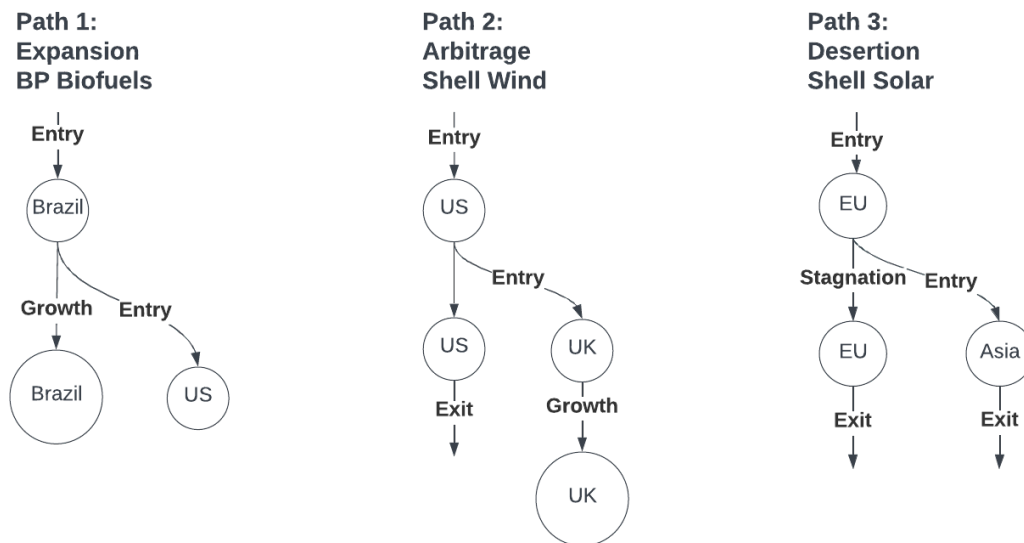 Path 1:
Expansion
BP Biofuels
Entry
Brazil
Growth
Entry
Brazil
US
Path 2:
Arbitrage
Shell Wind
Entry
US
Entry
US
UK
Exit
Growth
UK
Path 3:
Desertion
Shell Solar
Entry
EU
Stagnation
Entry
EU
Asia
Exit
Exit